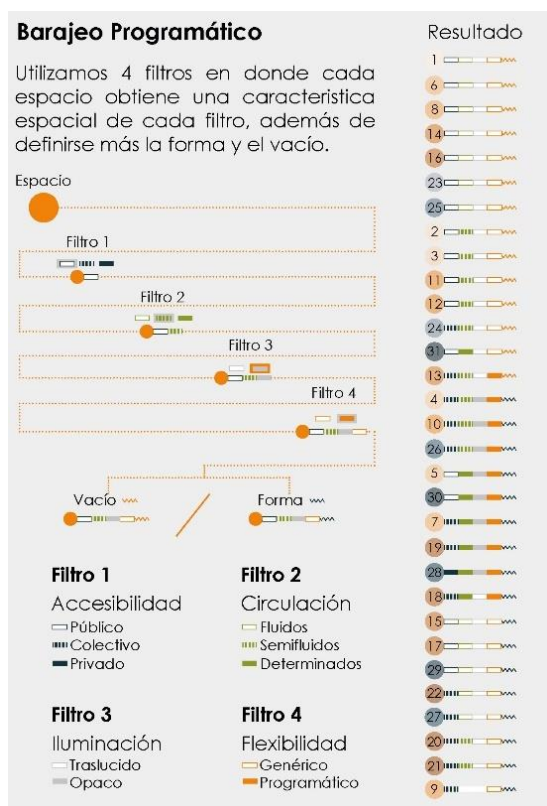 Barajeo Programático
Utilizamos 4 filtros en donde cada
espacio obtiene una caracteristica
espacial de cada filtro, además de
definirse más la forma y el vacío.
Espacio
Filtro 1
Filtro 2
Filtro 3
Filtro 4
Vacío
Forma
Filtro 1
Accesibilidad
Público
Colectivo
Privado
Filtro 2
Circulación
Fluidos
Semifluidos
Determinados
Filtro 3
Iluminación
Traslucido
Opaco
Filtro 4
Flexibilidad
Genérico
Programático
Resultado
1
6
8
14
16
23
25
2
3
11
12
24
31
13
4
10
26
5
30
7
19
28
18
15
17
29
22
27
20
21
9